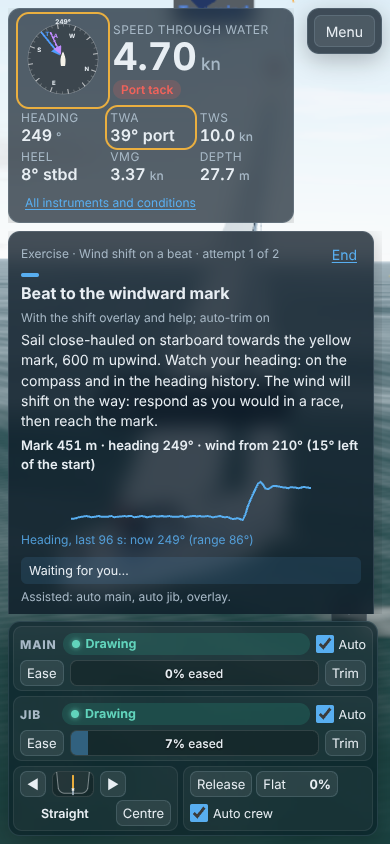 249°
S
W
N
E
SPEED THROUGH WATER
4.70 kn
Port tack
Menu
HEADING
249 °
TWA
39° port
TWS
10.0 kn
HEEL
8° stbd
VMG
3.37 kn
DEPTH
27.7 m
All instruments and conditions
Exercise · Wind shift on a beat · attempt 1 of 2
End
Beat to the windward mark
With the shift overlay and help; auto-trim on
Sail close-hauled on starboard towards the yellow
mark, 600 m upwind. Watch your heading: on the
compass and in the heading history. The wind will
shift on the way: respond as you would in a race,
then reach the mark.
Mark 451 m · heading 249° · wind from 210° (15° left
of the start)
Heading, last 96 s: now 249° (range 86°)
Waiting for you...
Assisted: auto main, auto jib, overlay.
MAIN
Drawing
Auto
Ease
0% eased
Trim
JIB
Drawing
Auto
Ease
7% eased
Trim
◀
▶
Straight
Centre
Release
Flat 0%
Auto crew